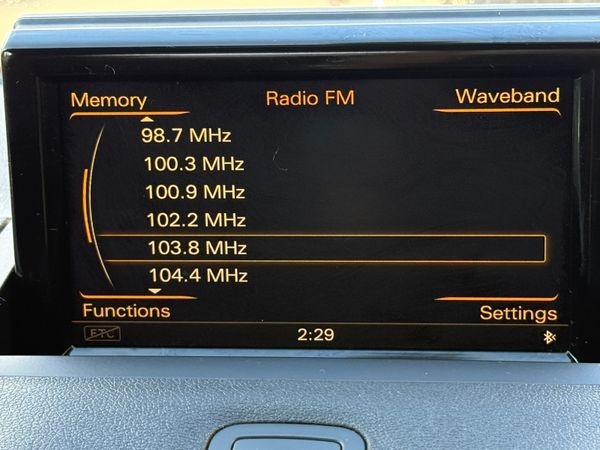 Memory Radio FM Waveband
98.7 MHz
100.3 MHz
100.9 MHz
102.2 MHz
103.8 MHz
104.4 MHz
Functions Settings
ETC 2:29